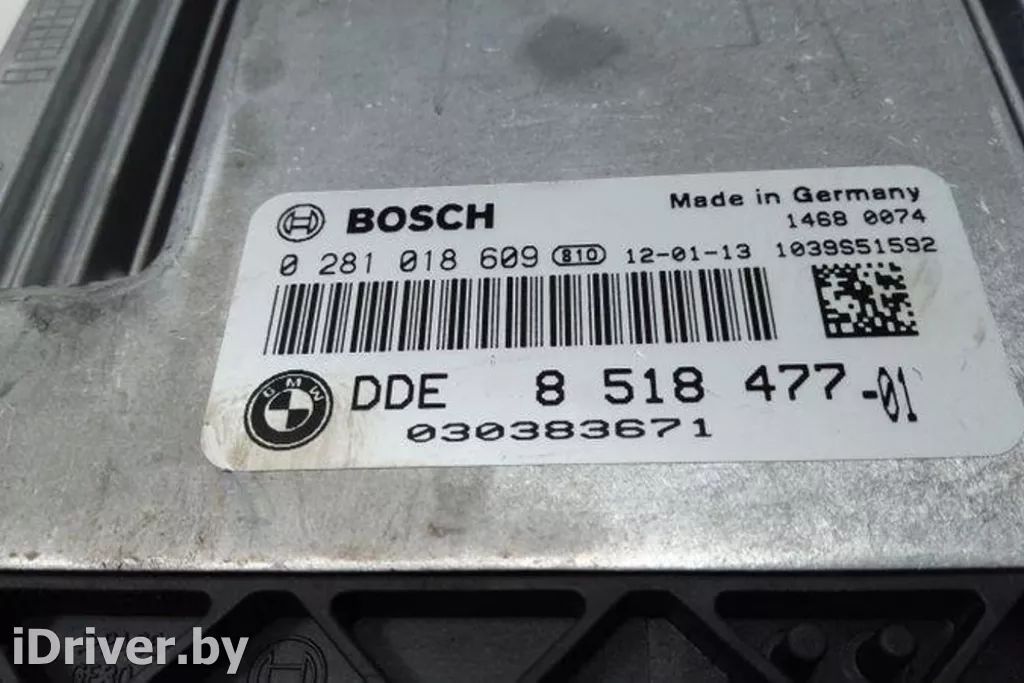 BOSCH
Made in Germany
1468 0074
0 281 018 609 810 12-01-13 1039S51592
BMW DDE 8 518 477-01
030383671
iDriver.by